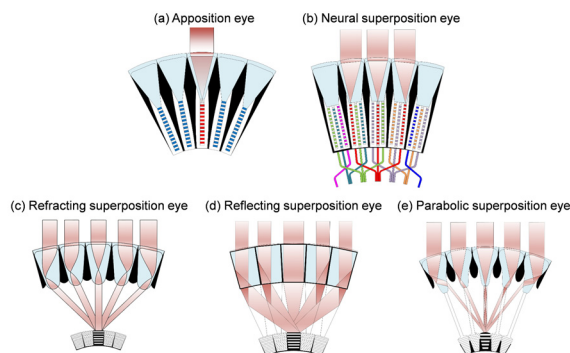 (a) Apposition eye
(b) Neural superposition eye
(c) Refracting superposition eye
(d) Reflecting superposition eye
(e) Parabolic superposition eye